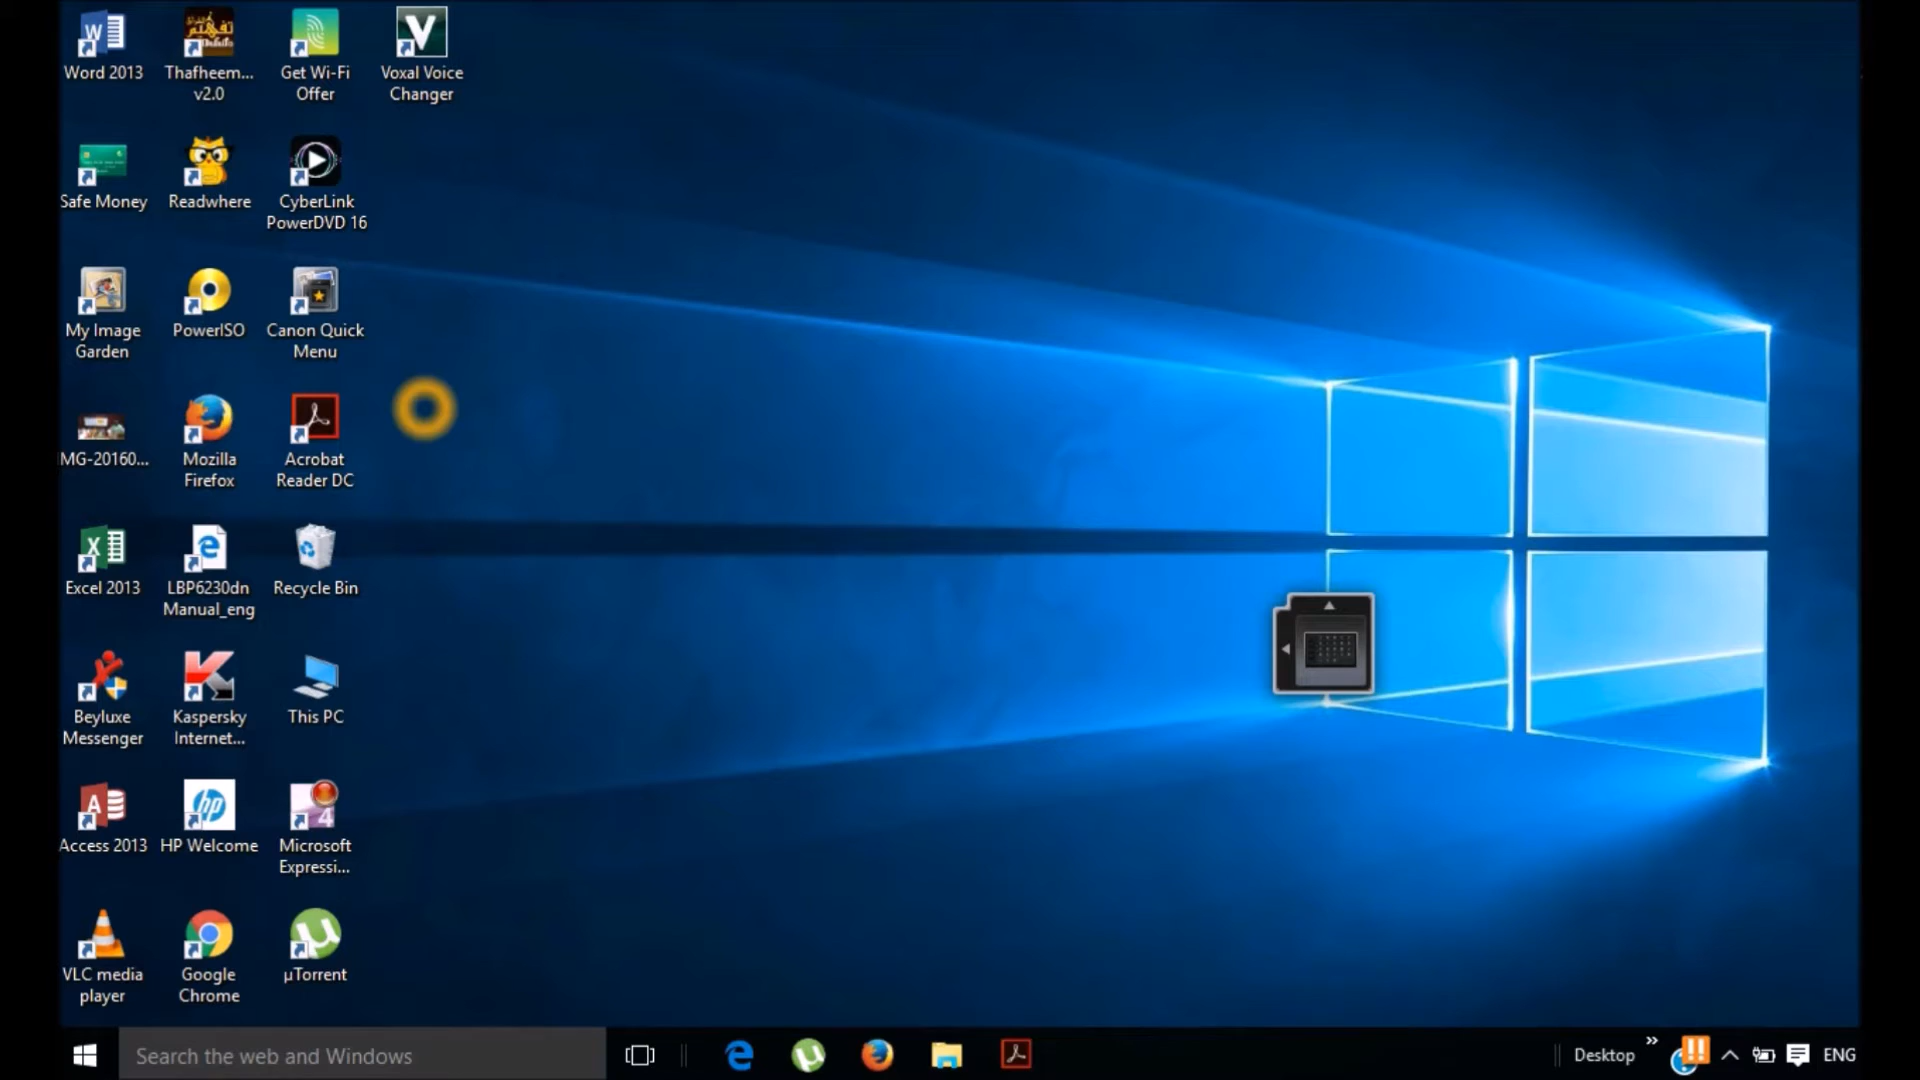 Word 2013
Thafheem...
v2.0
Get Wi-Fi
Offer
Voxal Voice
Changer
Safe Money
Readwhere
CyberLink
PowerDVD 16
My Image
Garden
PowerISO
Canon Quick
Menu
MG-20160...
Mozilla
Firefox
Acrobat
Reader DC
Excel 2013
LBP6230dn
Manual_eng
Recycle Bin
Beyluxe
Messenger
Kaspersky
Internet...
This PC
Access 2013
HP Welcome
Microsoft
Expressi...
VLC media
player
Google
Chrome
µTorrent
Search the web and Windows
Desktop
ENG